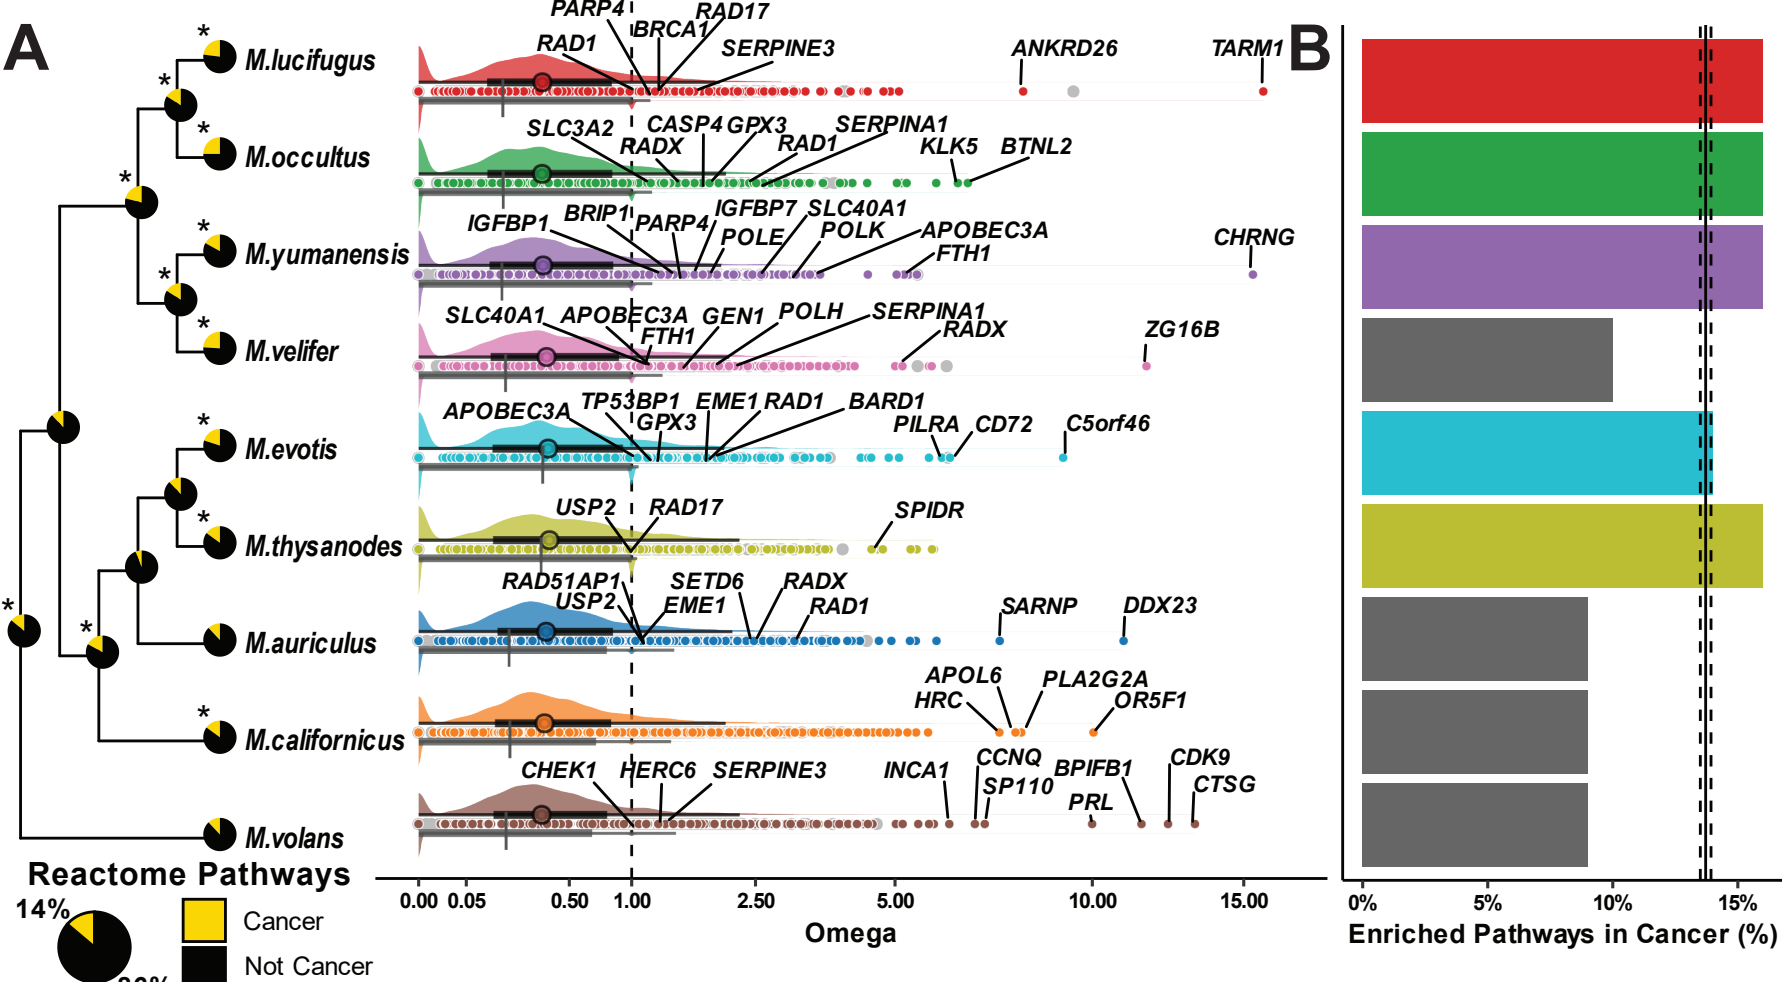 A
B
*
M.lucifugus
*
*
M.occultus
*
*
M.yumanensis
*
*
M.velifer
*
M.evotis
*
M.thysanodes
*
*
M.auriculus
*
M.californicus
M.volans
PARP4
RAD17
BRCA1
RAD1
SERPINE3
ANKRD26
TARM1
SLC3A2
CASP4
GPX3
SERPINA1
RADX
RAD1
KLK5
BTNL2
IGFBP1
BRIP1
PARP4
IGFBP7
SLC40A1
POLE
POLK
APOBEC3A
FTH1
CHRNG
SLC40A1
APOBEC3A
FTH1
GEN1
POLH
SERPINA1
RADX
ZG16B
APOBEC3A
TP53BP1
GPX3
EME1
RAD1
BARD1
PILRA
CD72
C5orf46
USP2
RAD17
SPIDR
RAD51AP1
USP2
SETD6
EME1
RADX
RAD1
SARNP
DDX23
APOL6
HRC
PLA2G2A
OR5F1
CHEK1
HERC6
SERPINE3
INCA1
CCNQ
SP110
BPIFB1
PRL
CDK9
CTSG
0.00 0.05 0.50 1.00 2.50 5.00 10.00 15.00
Omega
0% 5% 10% 15%
Enriched Pathways in Cancer (%)
Reactome Pathways
14%
Cancer
Not Cancer